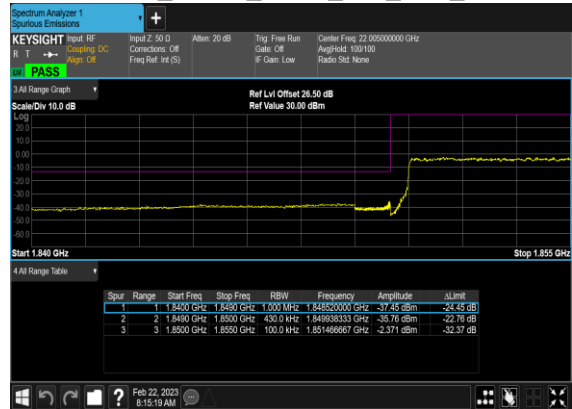 Spectrum Analyzer 1
Spurious Emissions
+
KEYSIGHT Input: RF Input Z: 50 Ω Atten: 20 dB Trig: Free Run Center Freq: 22.005000000 GHz
R T Coupling: DC Corrections: Off Gate: Off Avg|Hold: 100/100
Align: Off Freq Ref: Int (S) IF Gain: Low Radio Std: None
LW PASS
3 All Range Graph
Ref Lvl Offset 26.50 dB
Scale/Div 10.0 dB Ref Value 30.00 dBm
Log
20.0
10.0
0.00
-10.0
-20.0
-30.0
-40.0
-50.0
-60.0
Start 1.840 GHz Stop 1.855 GHz
4 All Range Table
Spur Range Start Freq Stop Freq RBW Frequency Amplitude ΔLimit
1 1 1.8400 GHz 1.8490 GHz 1.000 MHz 1.848520000 GHz -37.45 dBm -24.45 dB
2 2 1.8490 GHz 1.8500 GHz 430.0 kHz 1.849938333 GHz -35.76 dBm -22.76 dB
3 3 1.8500 GHz 1.8550 GHz 100.0 kHz 1.851466667 GHz -2.371 dBm -32.37 dB
? Feb 22, 2023
8:15:19 AM